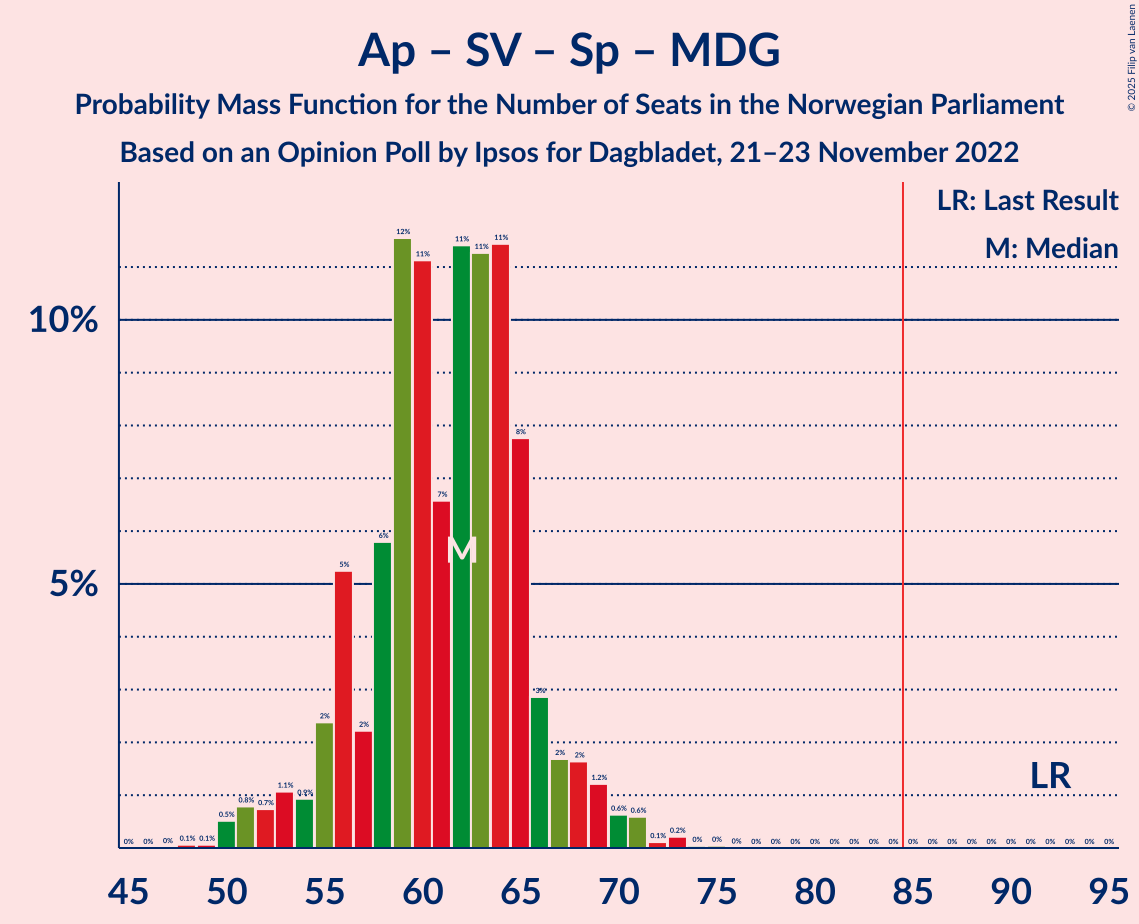 Ap – SV – Sp – MDG
Probability Mass Function for the Number of Seats in the Norwegian Parliament
Based on an Opinion Poll by Ipsos for Dagbladet, 21–23 November 2022
© 2025 Filip van Laenen
LR: Last Result
M: Median
10%
5%
0% 0% 0% 0.1% 0.1% 0.5% 0.8% 0.7% 1.1% 0.9% 2% 5% 2% 6% 12% 11% 7% 11% 11% 11% 8% 3% 2% 2% 1.2% 0.6% 0.6% 0.1% 0.2% 0% 0% 0% 0% 0% 0% 0% 0% 0% 0% 0% 0% 0% 0% 0% 0% 0% 0% 0% 0% 0% 0%
M
LR
45 50 55 60 65 70 75 80 85 90 95